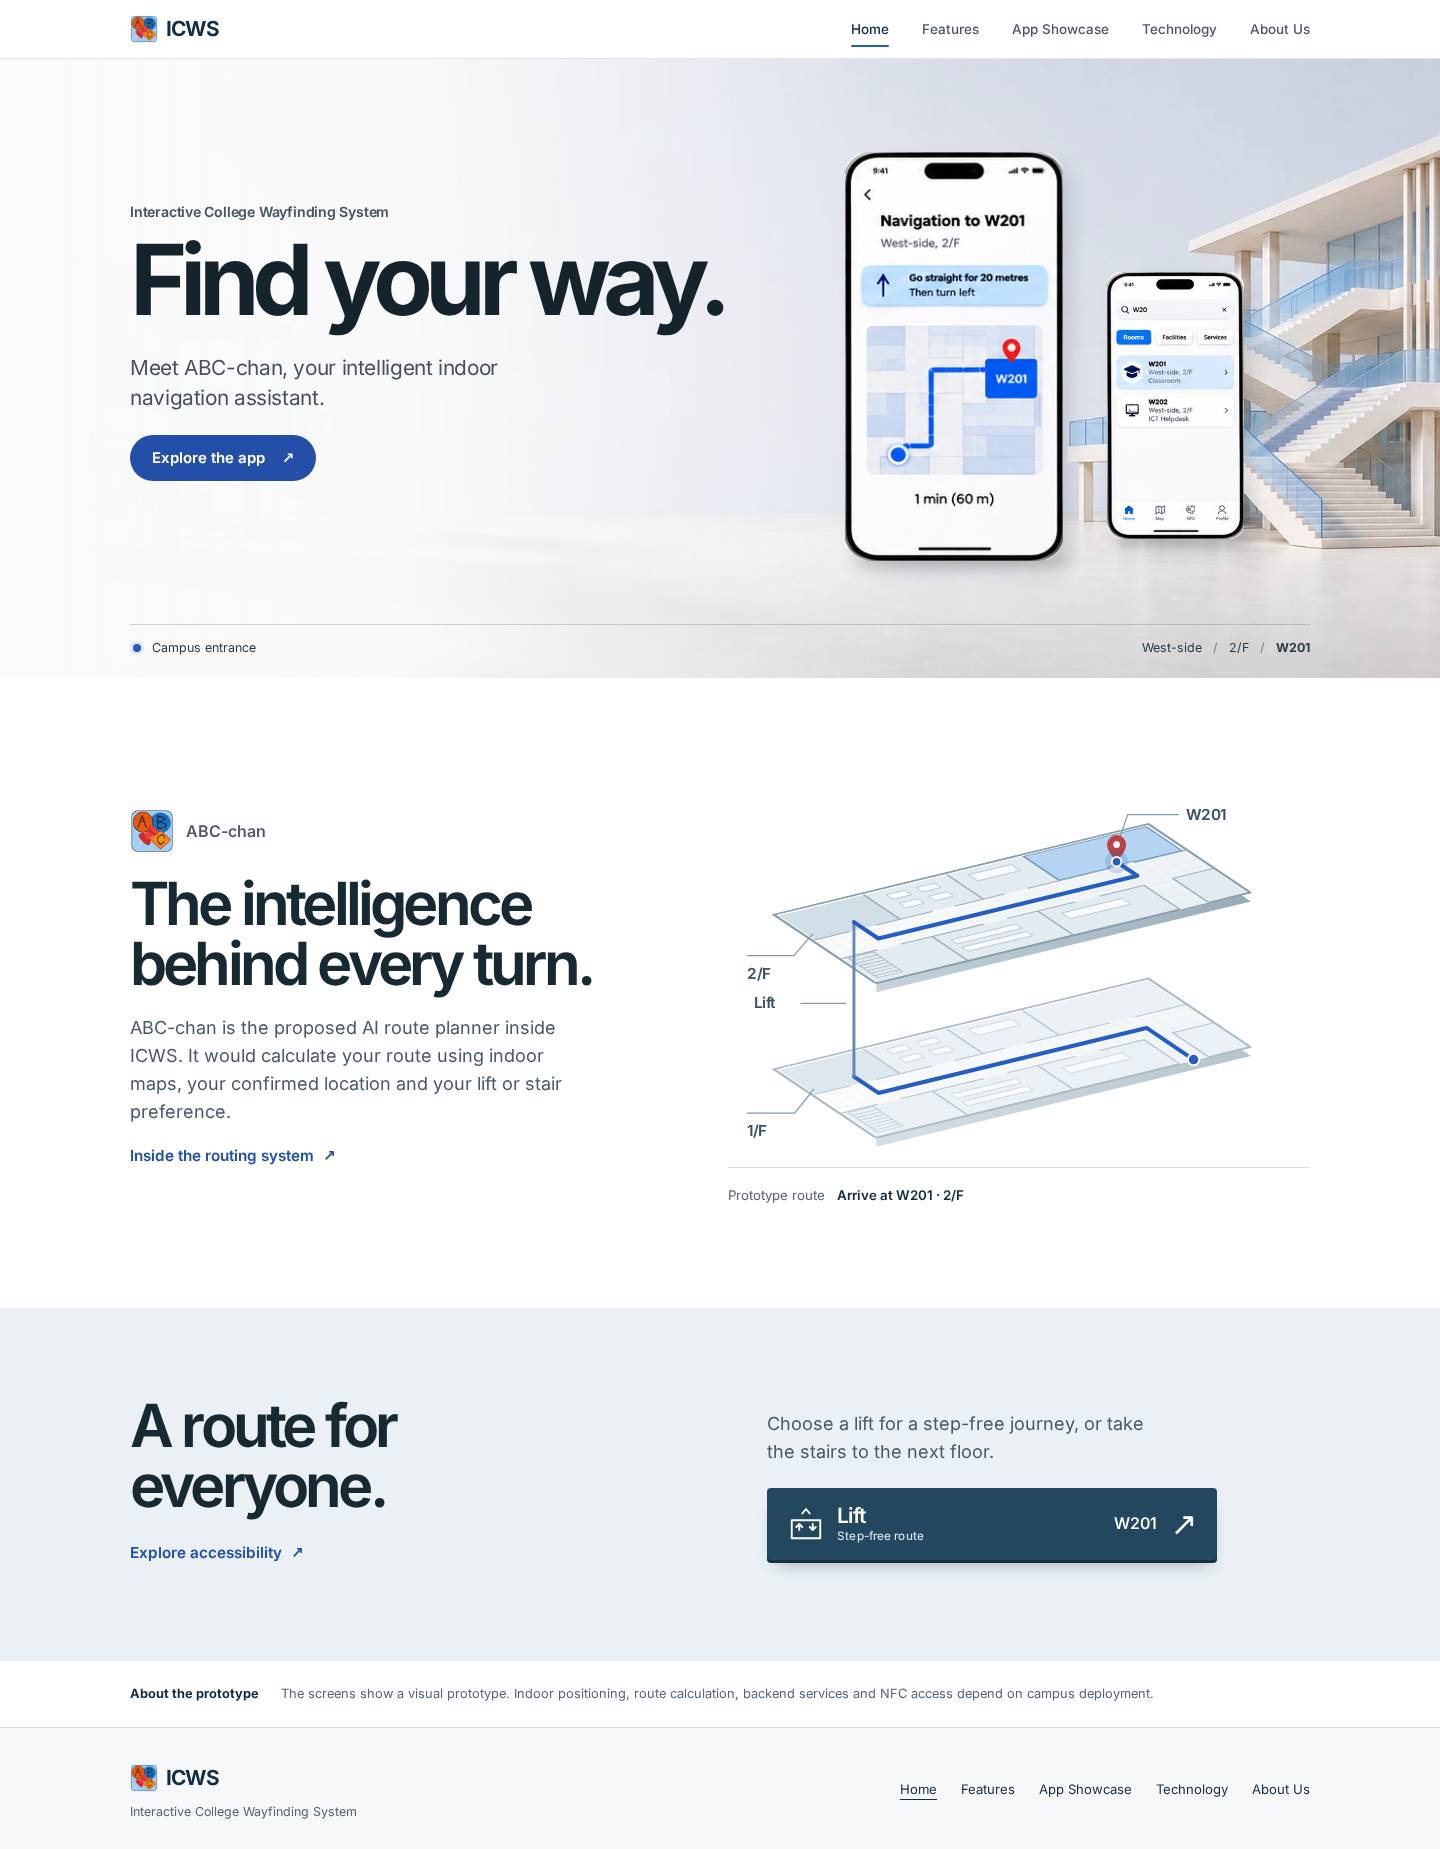 ICWS
Home Features App Showcase Technology About Us
Interactive College Wayfinding System
Find your way.
Meet ABC-chan, your intelligent indoor
navigation assistant.
Explore the app ↗
9:41
Navigation to W201
West-side, 2/F
Go straight for 20 metres
Then turn left
W201
1 min (60 m)
9:41
W20 ×
Rooms Facilities Services
W201
West-side, 2/F
Classroom
W202
West-side, 2/F
ICT Helpdesk
Home Map NFC Profile
Campus entrance
West-side / 2/F / W201
A B C
ABC-chan
The intelligence
behind every turn.
ABC-chan is the proposed AI route planner inside
ICWS. It would calculate your route using indoor
maps, your confirmed location and your lift or stair
preference.
Inside the routing system ↗
W201
2/F
Lift
1/F
Prototype route Arrive at W201 · 2/F
A route for
everyone.
Explore accessibility ↗
Choose a lift for a step-free journey, or take
the stairs to the next floor.
Lift
Step-free route
W201
About the prototype The screens show a visual prototype. Indoor positioning, route calculation, backend services and NFC access depend on campus deployment.
ICWS
Interactive College Wayfinding System
Home Features App Showcase Technology About Us